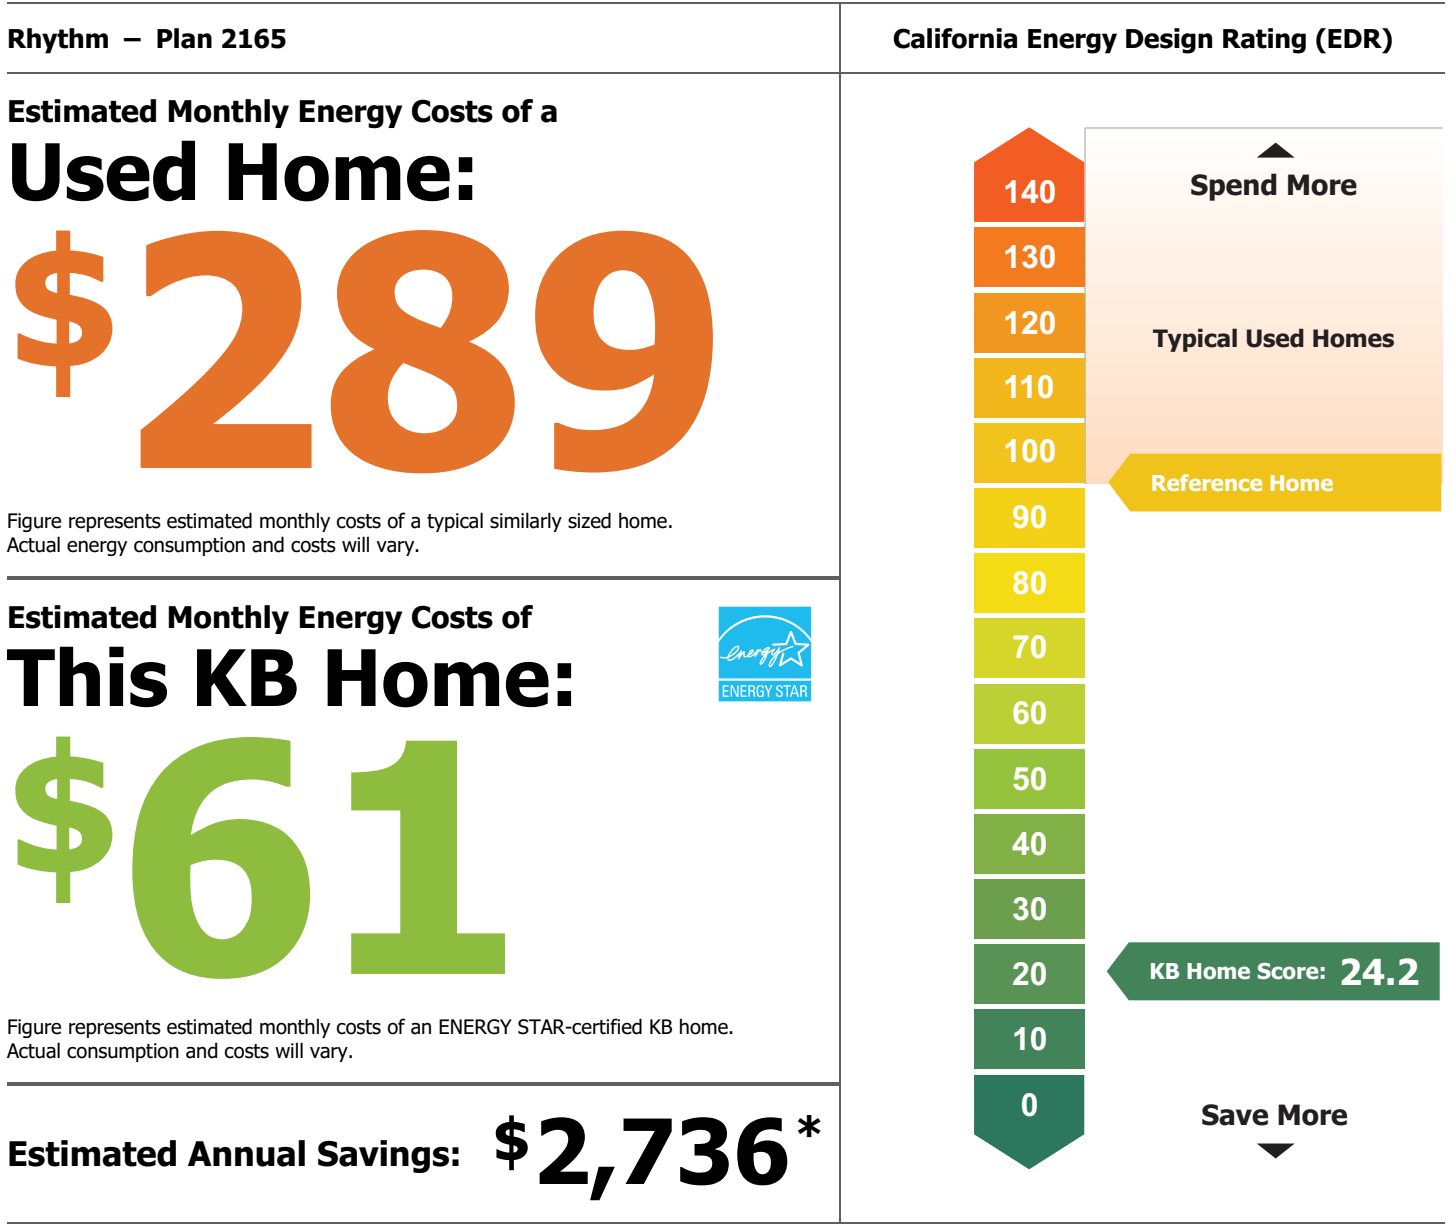 Rhythm – Plan 2165
Estimated Monthly Energy Costs of a
Used Home:
$289
Figure represents estimated monthly costs of a typical similarly sized home.
Actual energy consumption and costs will vary.
Estimated Monthly Energy Costs of
This KB Home:
energy
ENERGY STAR
$61
Figure represents estimated monthly costs of an ENERGY STAR-certified KB home.
Actual consumption and costs will vary.
Estimated Annual Savings: $2,736*
California Energy Design Rating (EDR)
140
Spend More
130
120
Typical Used Homes
110
100
Reference Home
90
80
70
60
50
40
30
20
KB Home Score: 24.2
10
0
Save More